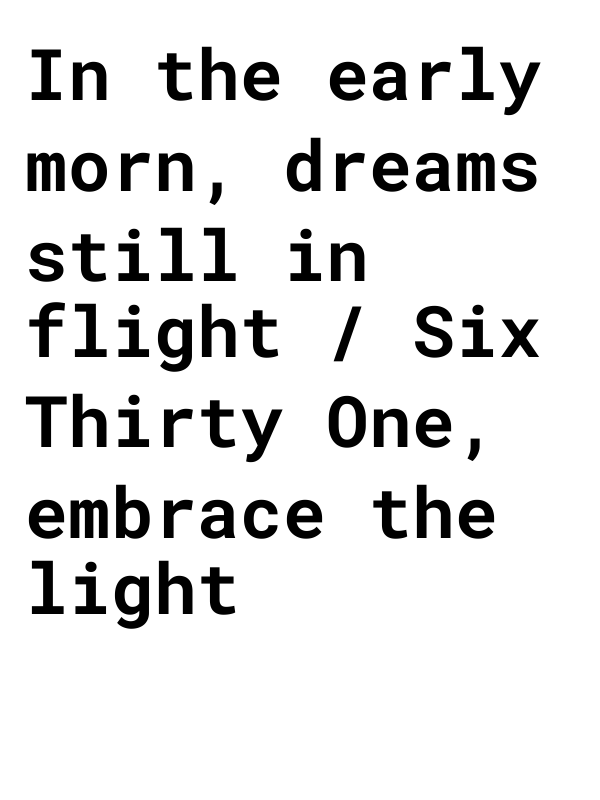 In the early
morn, dreams
still in
flight / Six
Thirty One,
embrace the
light